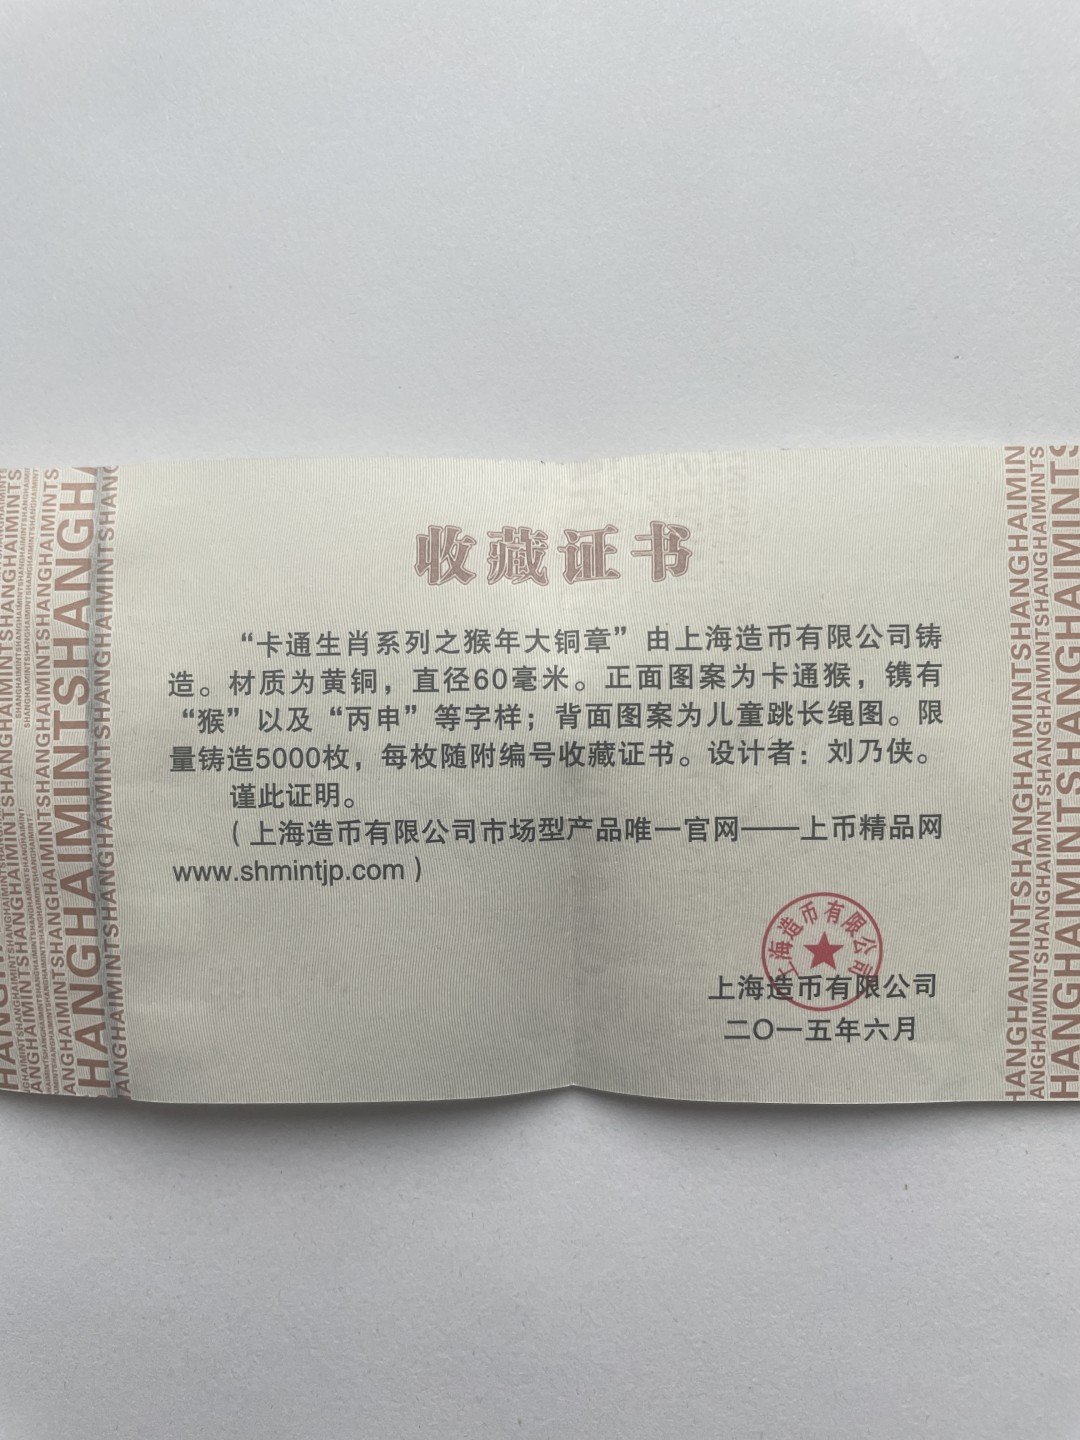 收藏证书
“卡通生肖系列之猴年大铜章”由上海造币有限公司铸
造。材质为黄铜，直径60毫米。正面图案为卡通猴，镌有
“猴”以及“丙申”等字样；背面图案为儿童跳长绳图。限
量铸造5000枚，每枚随附编号收藏证书。设计者：刘乃侠。
谨此证明。
（上海造币有限公司市场型产品唯一官网——上币精品网
www.shmintjp.com）
上海造币有限公司
上海造币有限公司
二〇一五年六月
SHANGHAIMINTSHANGHAIMINTSHANGHAIMINTS
HANGHAIMINTSHANGHA
ANGHAIMINTSHANGHAIMINTSHANGHAIMINTSHANG
HANGHAIMINTSHANGHAIMINTSHANGHAIMIN
ANGHAIMINTSHANGHAIMINTSHANGHAIMINTS
HANGHAIMINTSHANGHAIMINTS